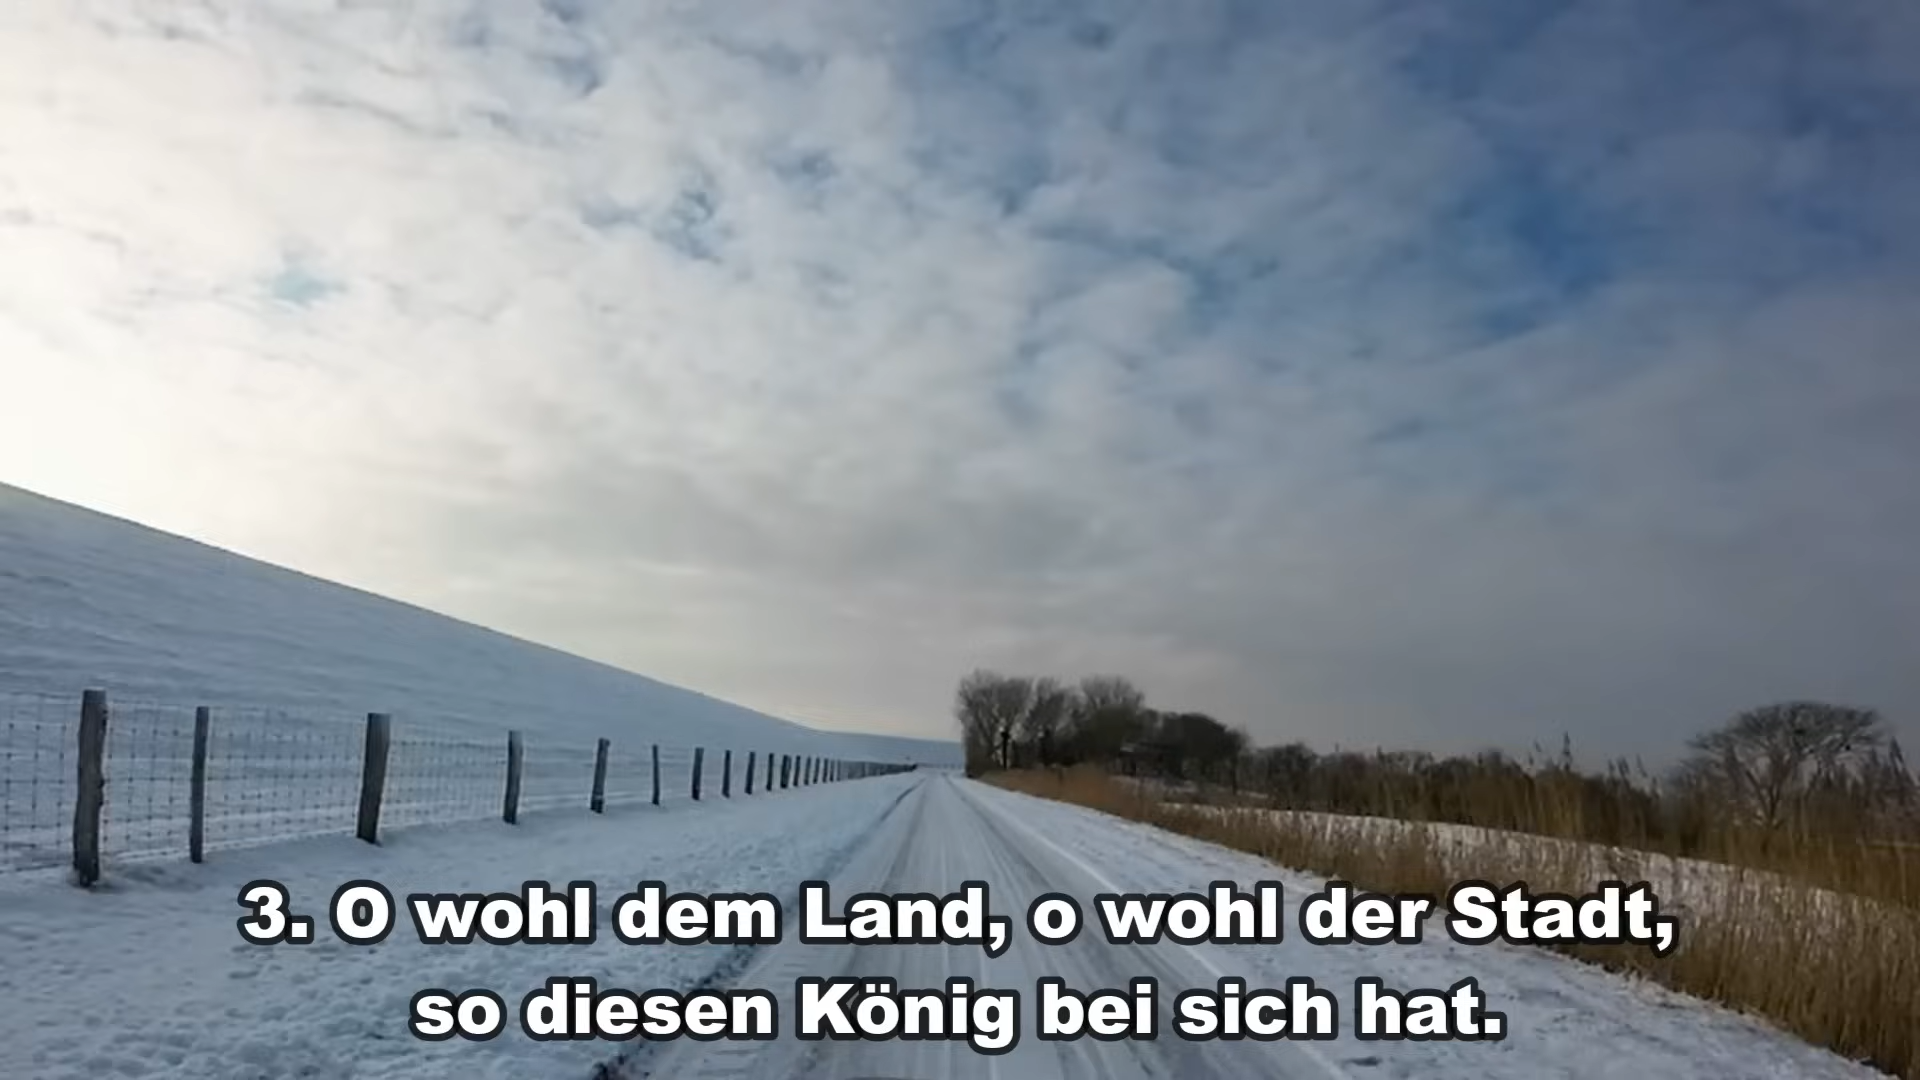 3. O wohl dem Land, o wohl der Stadt,
so diesen König bei sich hat.